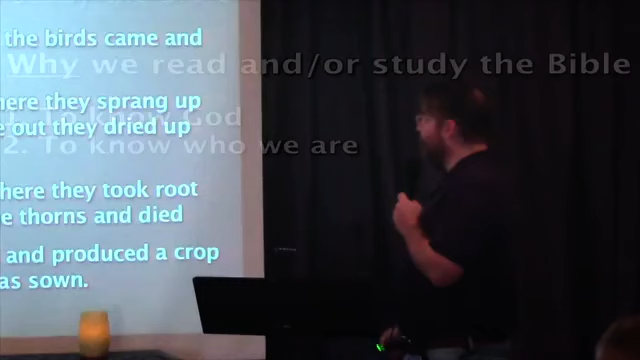 the birds came and
Why we read and/or study the Bible
here they sprang up
1. To know God
out they dried up
2. To know who we are
here they took root
thorns and died
and produced a crop
as sown.